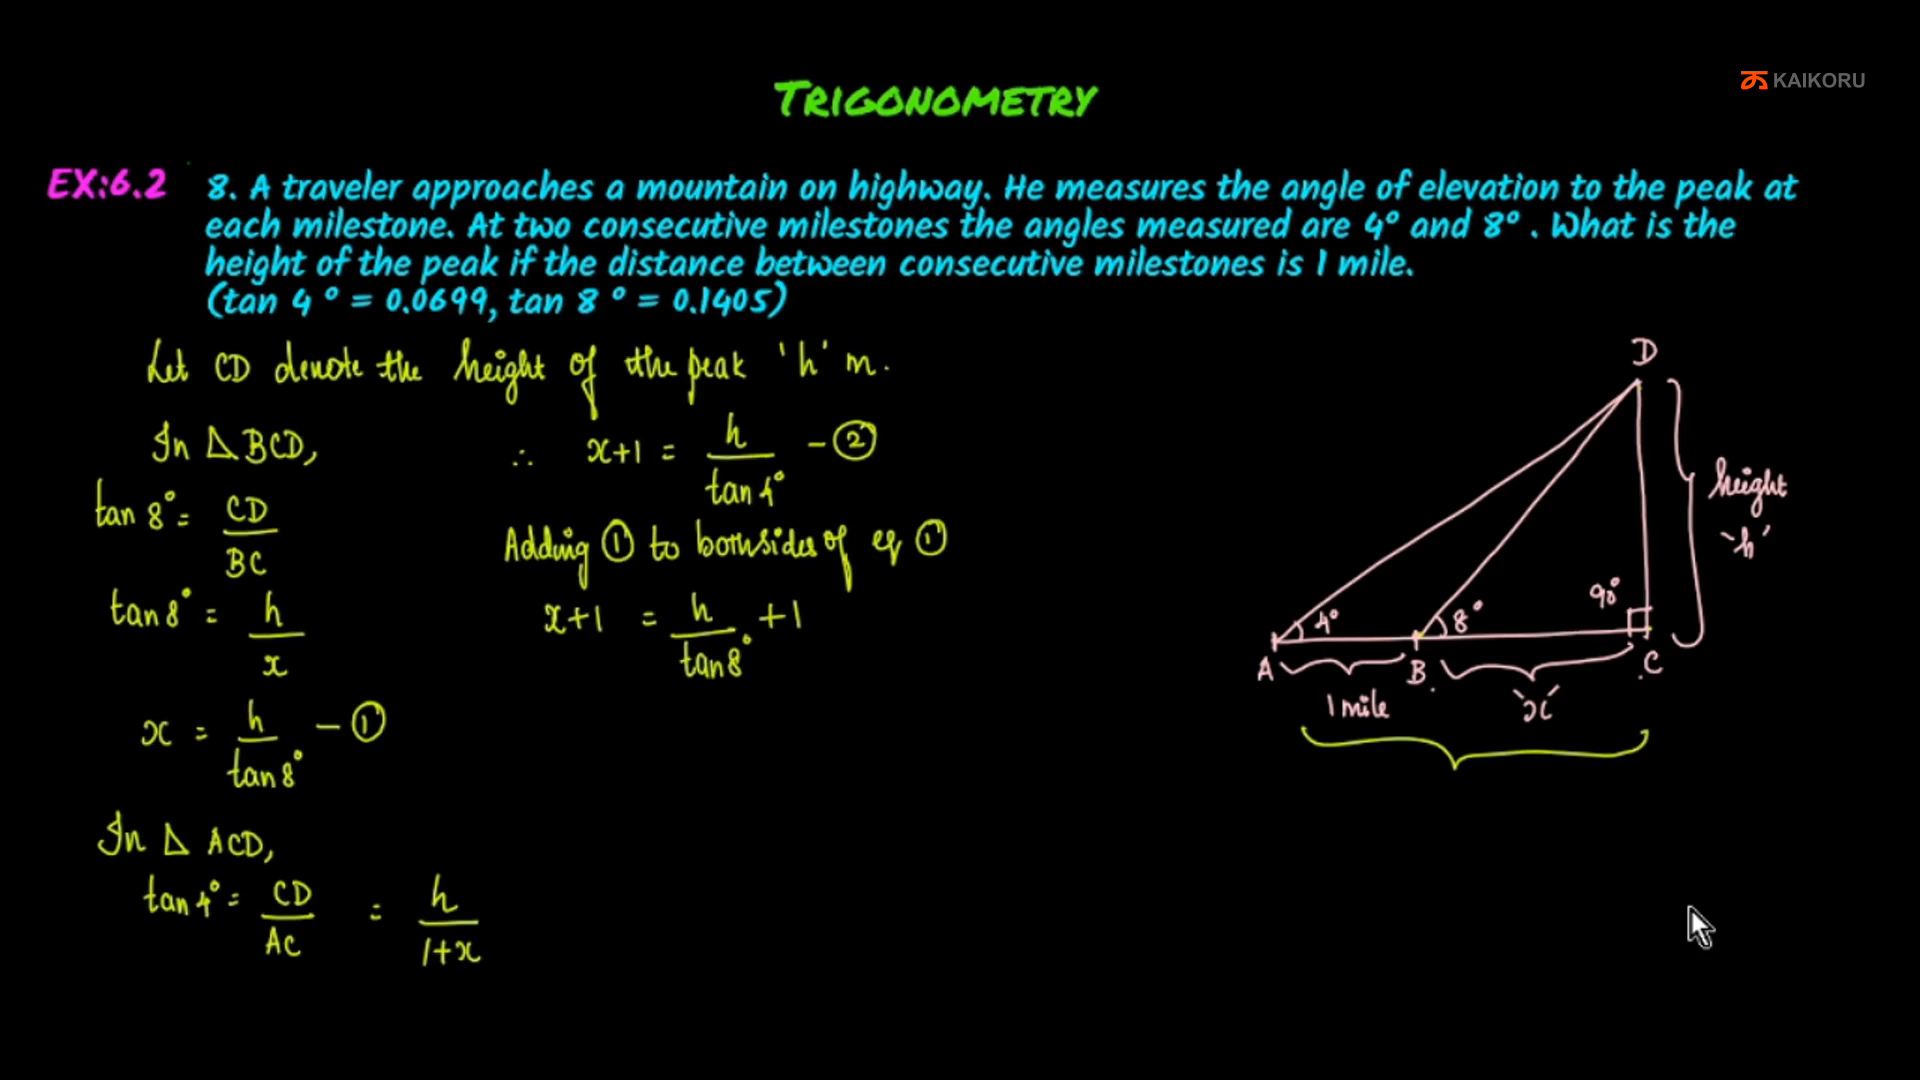 TRIGONOMETRY
KAIKORU
EX:6.2
8. A traveler approaches a mountain on highway. He measures the angle of elevation to the peak at
each milestone. At two consecutive milestones the angles measured are 4° and 8° . What is the
height of the peak if the distance between consecutive milestones is 1 mile.
(tan 4 ° = 0.0699, tan 8 ° = 0.1405)
Let CD denote the height of the peak 'h' m.
In △ BCD,
tan 8° = CD / BC
tan 8° = h / x
x = h / tan 8° - ①
In △ ACD,
tan 4° = CD / AC = h / 1+x
∴ x+1 = h / tan 4° - ②
Adding ① to bothsides of eq ①
x+1 = h / tan 8° + 1
D
height
'h'
90°
4°
8°
A
B
C
1 mile
'x'